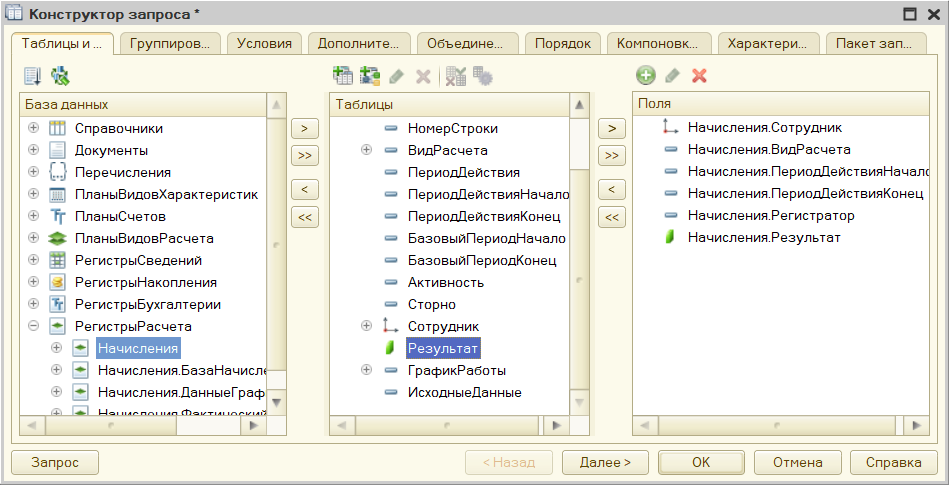 Конструктор запроса *
Таблицы и ...
Группиров...
Условия
Дополните...
Объедине...
Порядок
Компоновк...
Характери...
Пакет зап...
База данных
Справочники
Документы
Перечисления
ПланыВидовХарактеристик
ПланыСчетов
ПланыВидовРасчета
РегистрыСведений
РегистрыНакопления
РегистрыБухгалтерии
РегистрыРасчета
Начисления
Начисления.БазаНачисле
Начисления.ДанныеГраф
Начисления.Фактический
>
>>
<
<<
Таблицы
НомерСтроки
ВидРасчета
ПериодДействия
ПериодДействияНачало
ПериодДействияКонец
БазовыйПериодНачало
БазовыйПериодКонец
Активность
Сторно
Сотрудник
Результат
ГрафикРаботы
ИсходныеДанные
>
>>
<
<<
Поля
Начисления.Сотрудник
Начисления.ВидРасчета
Начисления.ПериодДействияНачало
Начисления.ПериодДействияКонец
Начисления.Регистратор
Начисления.Результат
Запрос
< Назад
Далее >
OK
Отмена
Справка